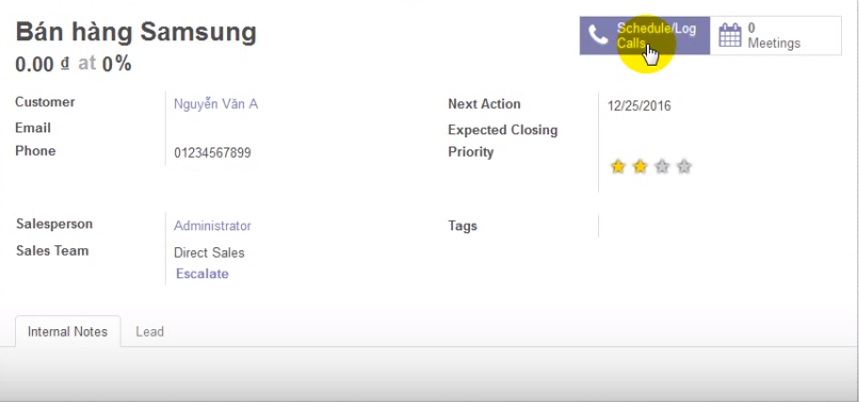 Bán hàng Samsung
0.00 ₫ at 0%
Schedule/Log
Calls
0
Meetings
Customer
Nguyễn Văn A
Email
Phone
01234567899
Next Action
12/25/2016
Expected Closing
Priority
Salesperson
Administrator
Sales Team
Direct Sales
Escalate
Tags
Internal Notes
Lead